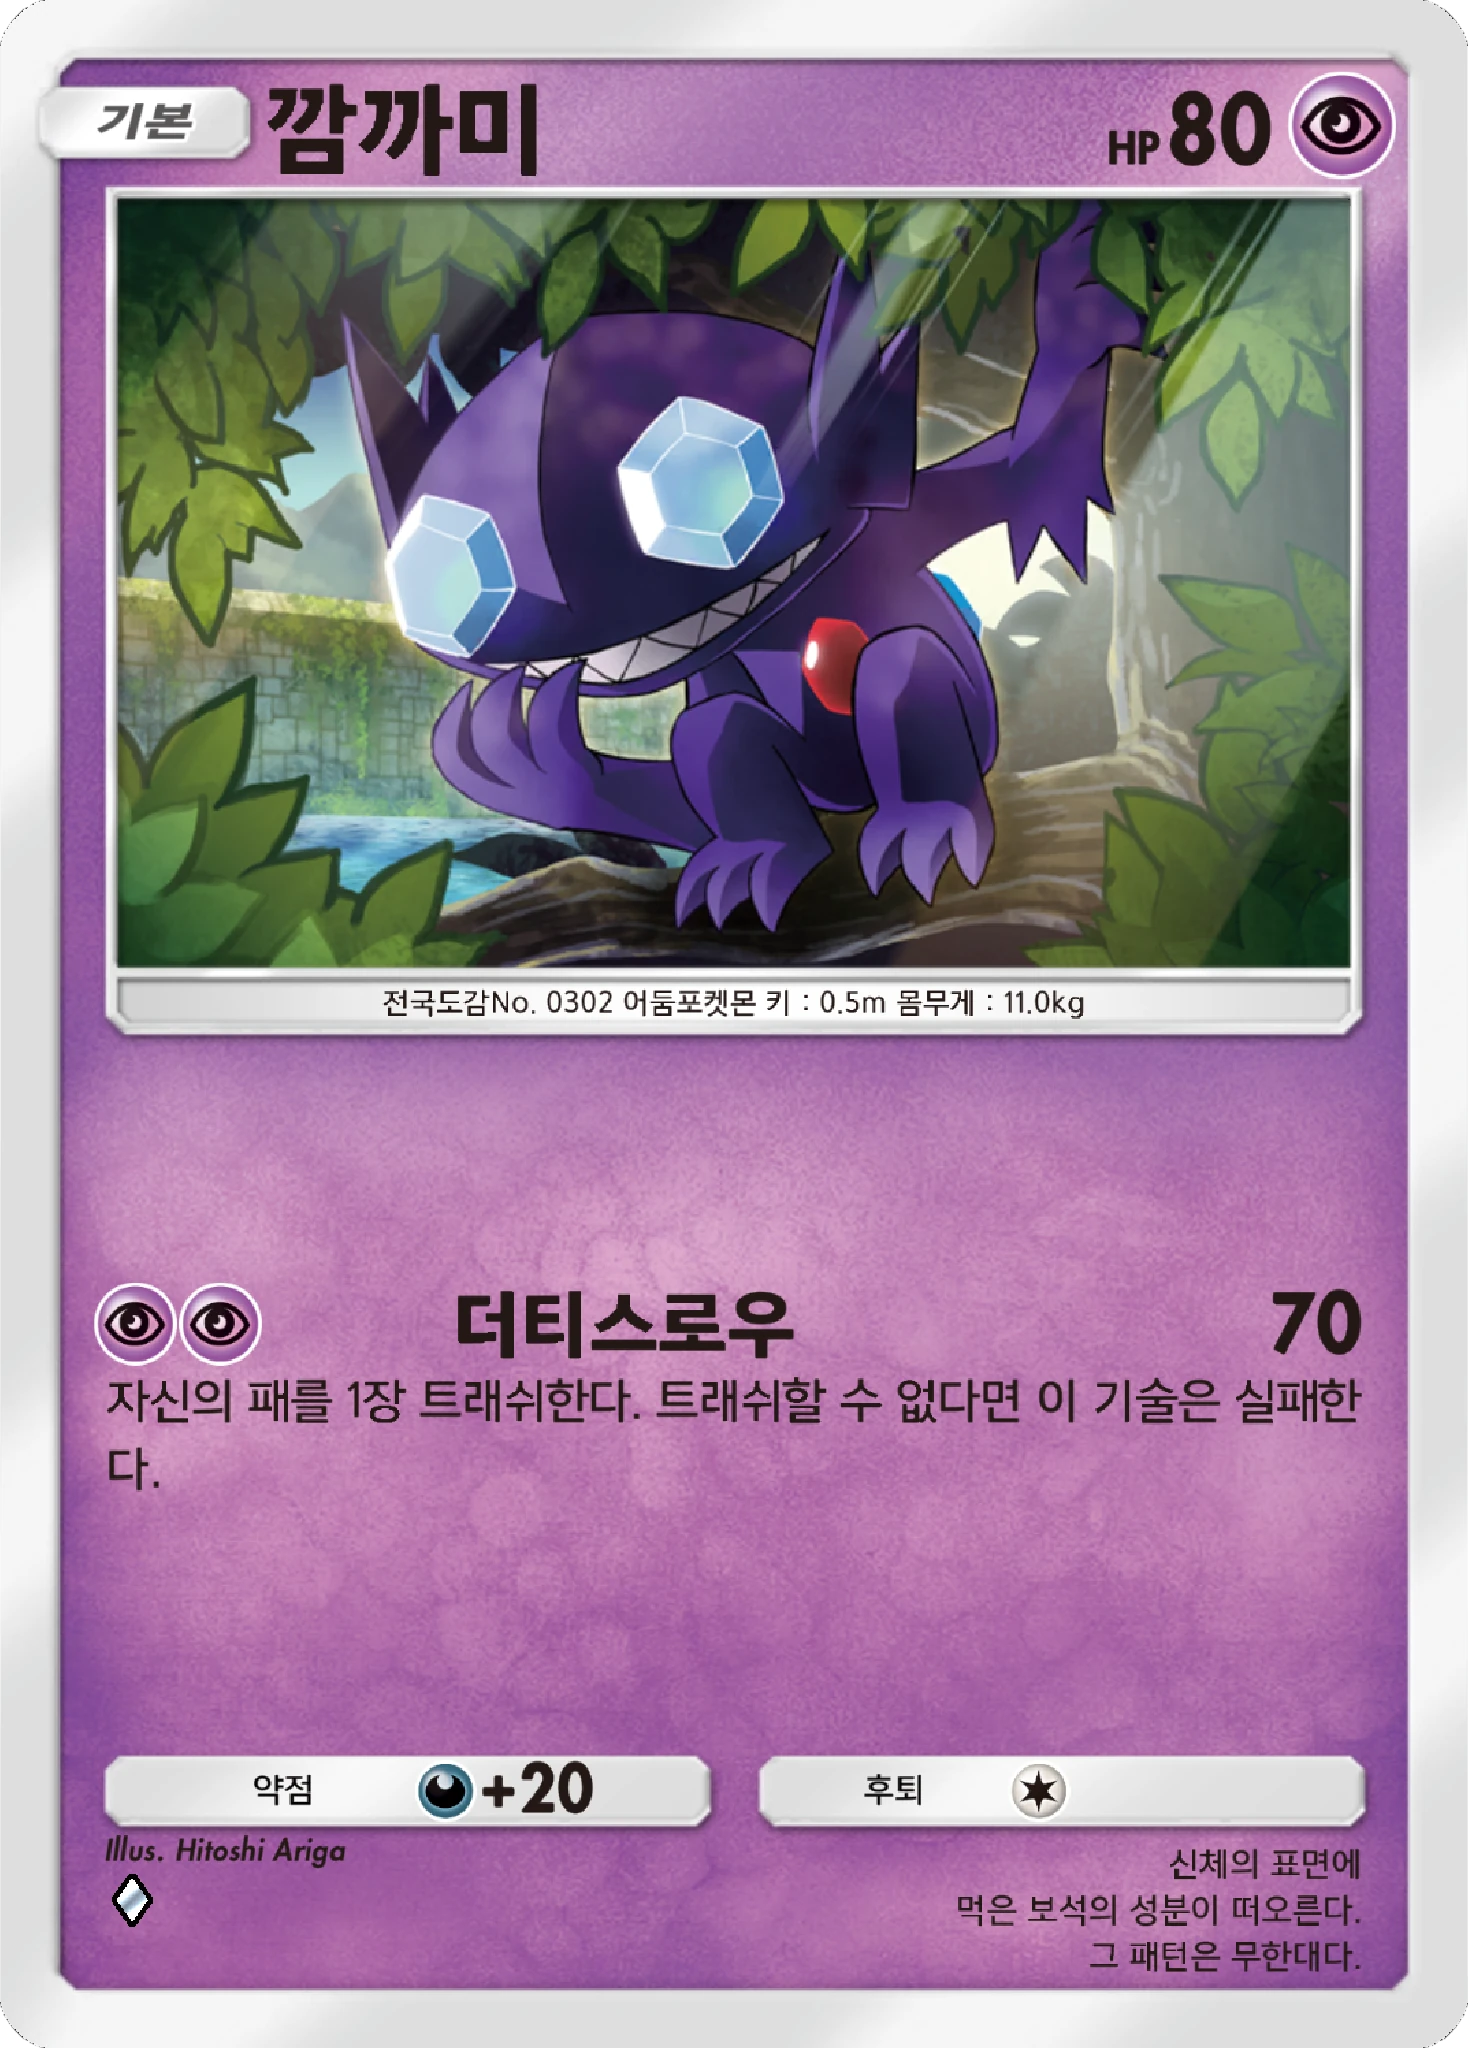 기본
깜까미
HP 80
전국도감No. 0302 어둠포켓몬 키 : 0.5m 몸무게 : 11.0kg
더티스로우 70
자신의 패를 1장 트래쉬한다. 트래쉬할 수 없다면 이 기술은 실패한
다.
약점 +20 후퇴
Illus. Hitoshi Ariga
신체의 표면에
먹은 보석의 성분이 떠오른다.
그 패턴은 무한대다.